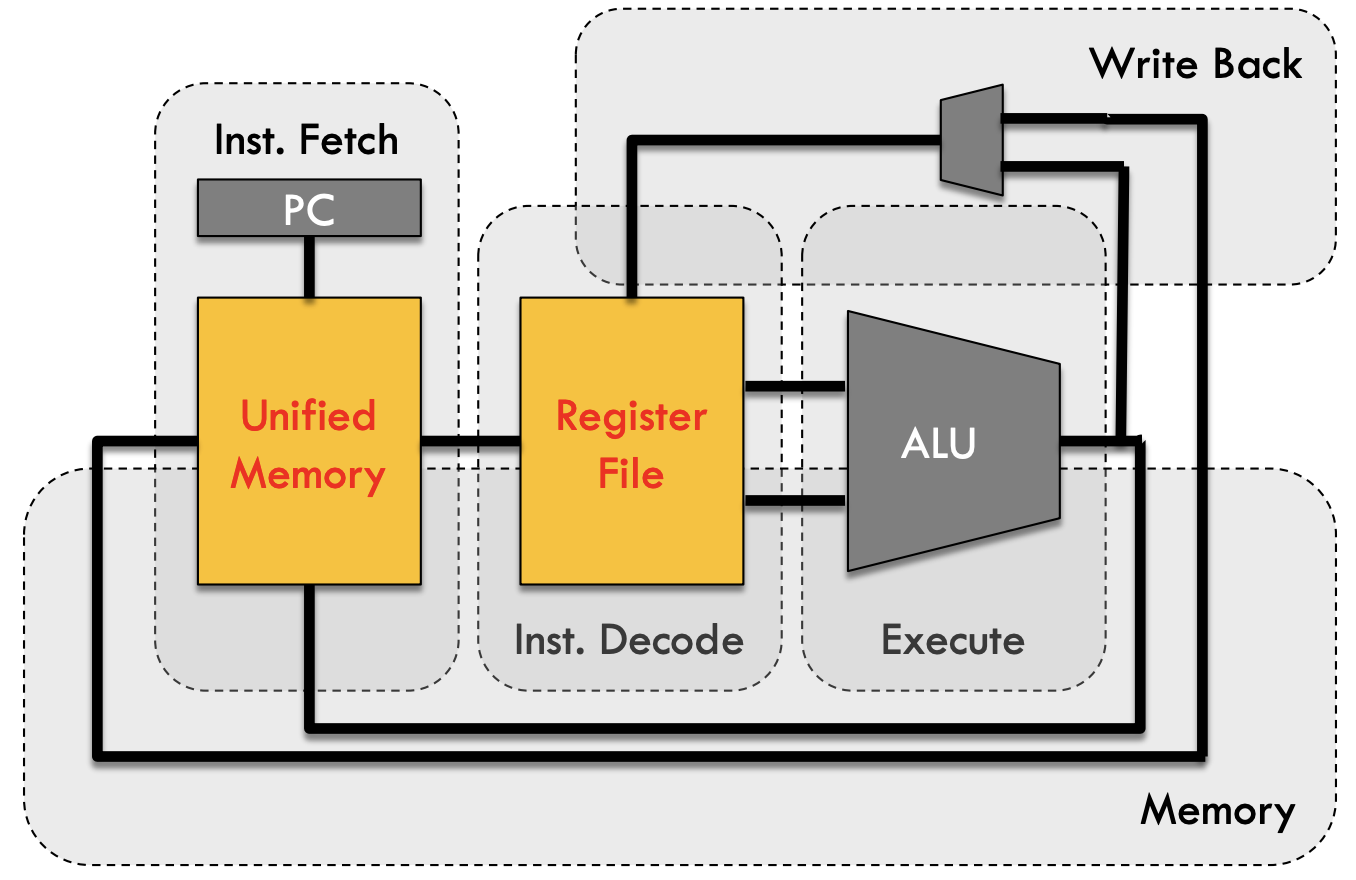 Write Back
Inst. Fetch
PC
Unified
Memory
Register
File
ALU
Inst. Decode
Execute
Memory